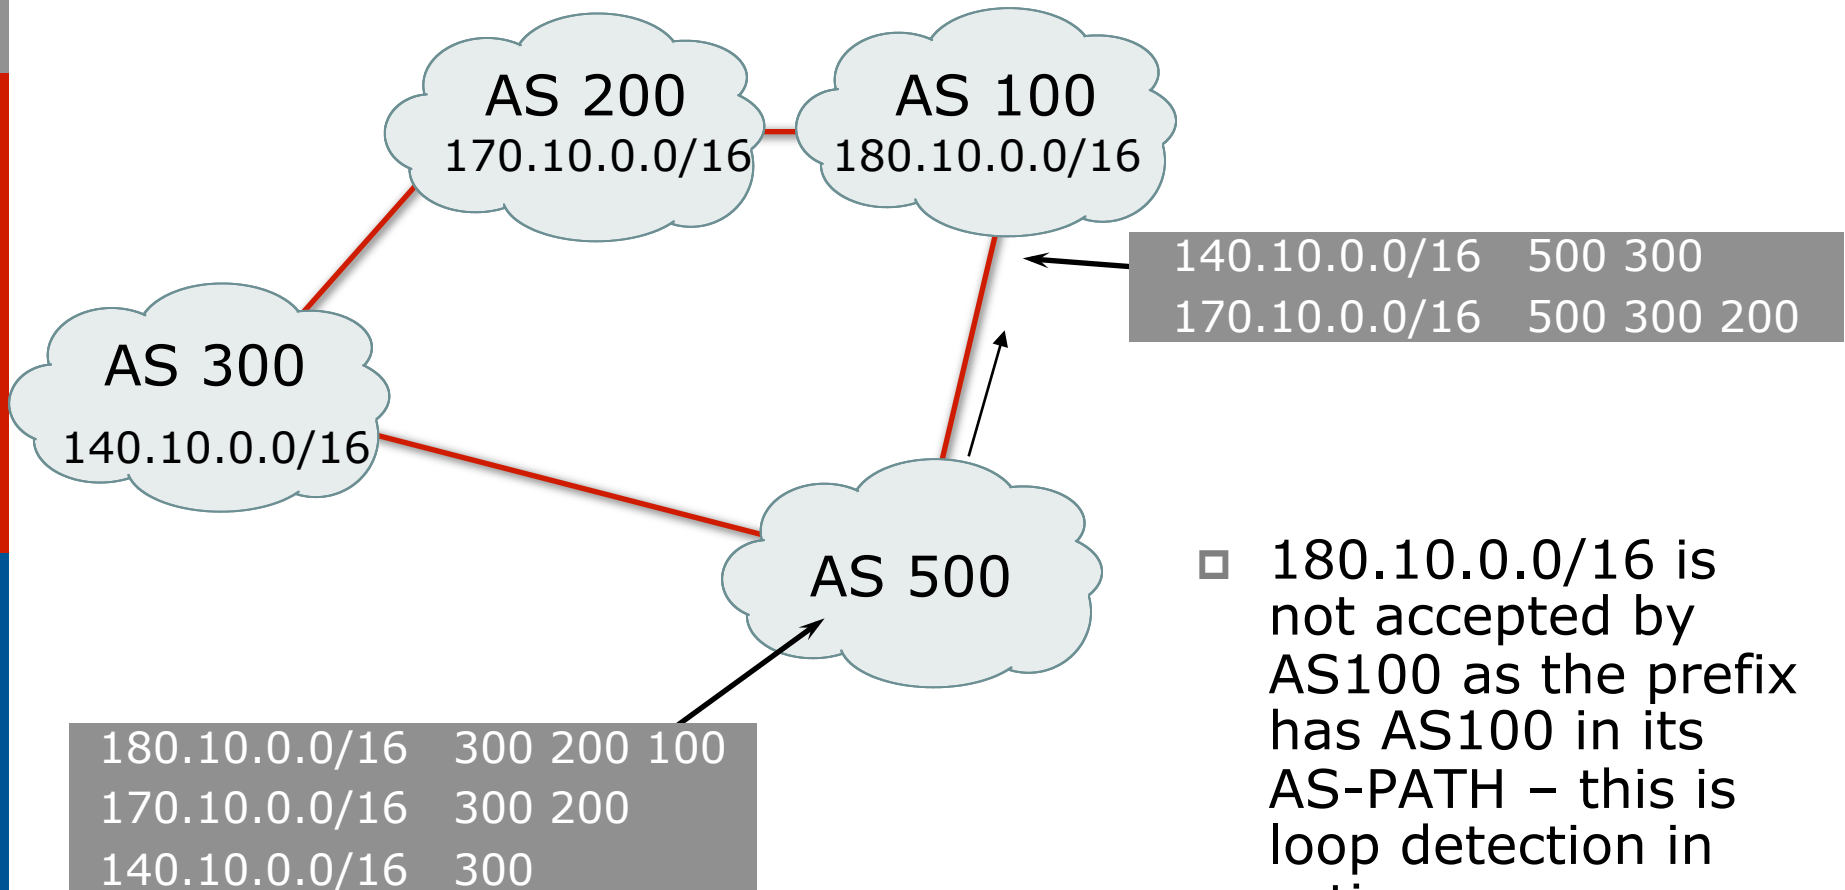 AS 200
170.10.0.0/16
AS 100
180.10.0.0/16
140.10.0.0/16 500 300
170.10.0.0/16 500 300 200
AS 300
140.10.0.0/16
AS 500
180.10.0.0/16 300 200 100
170.10.0.0/16 300 200
140.10.0.0/16 300
180.10.0.0/16 is
not accepted by
AS100 as the prefix
has AS100 in its
AS-PATH – this is
loop detection in